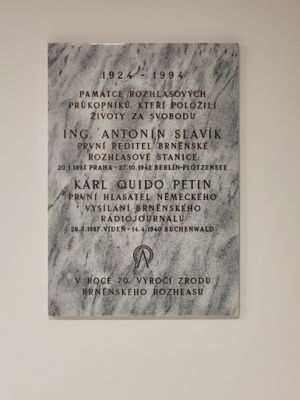 1924 - 1994
PAMÁTCE ROZHLASOVÝCH
PRŮKOPNÍKŮ, KTEŘÍ POLOŽILI
ŽIVOTY ZA SVOBODU
ING. ANTONÍN SLAVÍK
PRVNÍ ŘEDITEL BRNĚNSKÉ
ROZHLASOVÉ STANICE
20.1.1893 PRAHA - 27.10.1942 BERLÍN-PLÖTZENSEE
KARL QUIDO PETIN
PRVNÍ HLASATEL NĚMECKÉHO
VYSÍLÁNÍ BRNĚNSKÉHO
RADIOJOURNALU
VÍDEŇ - 14.4.1940 BUCHENWALD
V ROCE 70. VÝROČÍ ZRODU
BRNĚNSKÉHO ROZHLASU